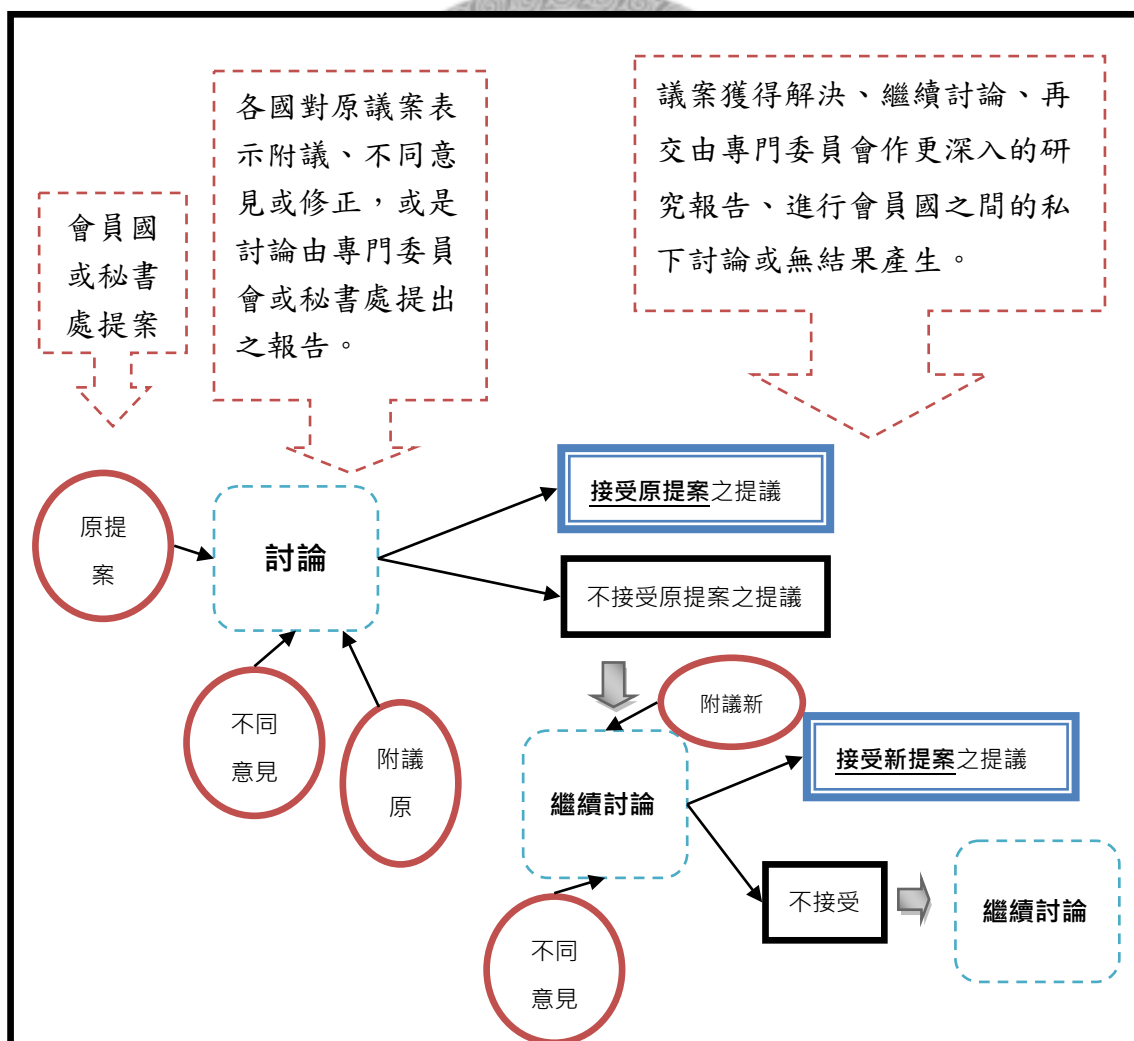 會員國
或秘書
處提案
各國對原議案表
示附議、不同意
見或修正，或是
討論由專門委員
會或秘書處提出
之報告。
議案獲得解決、繼續討論、再
交由專門委員會作更深入的研
究報告、進行會員國之間的私
下討論或無結果產生。
原提
案
討論
接受原提案之提議
不接受原提案之提議
不同
意見
附議
原
附議新
繼續討論
接受新提案之提議
不接受
繼續討論
不同
意見